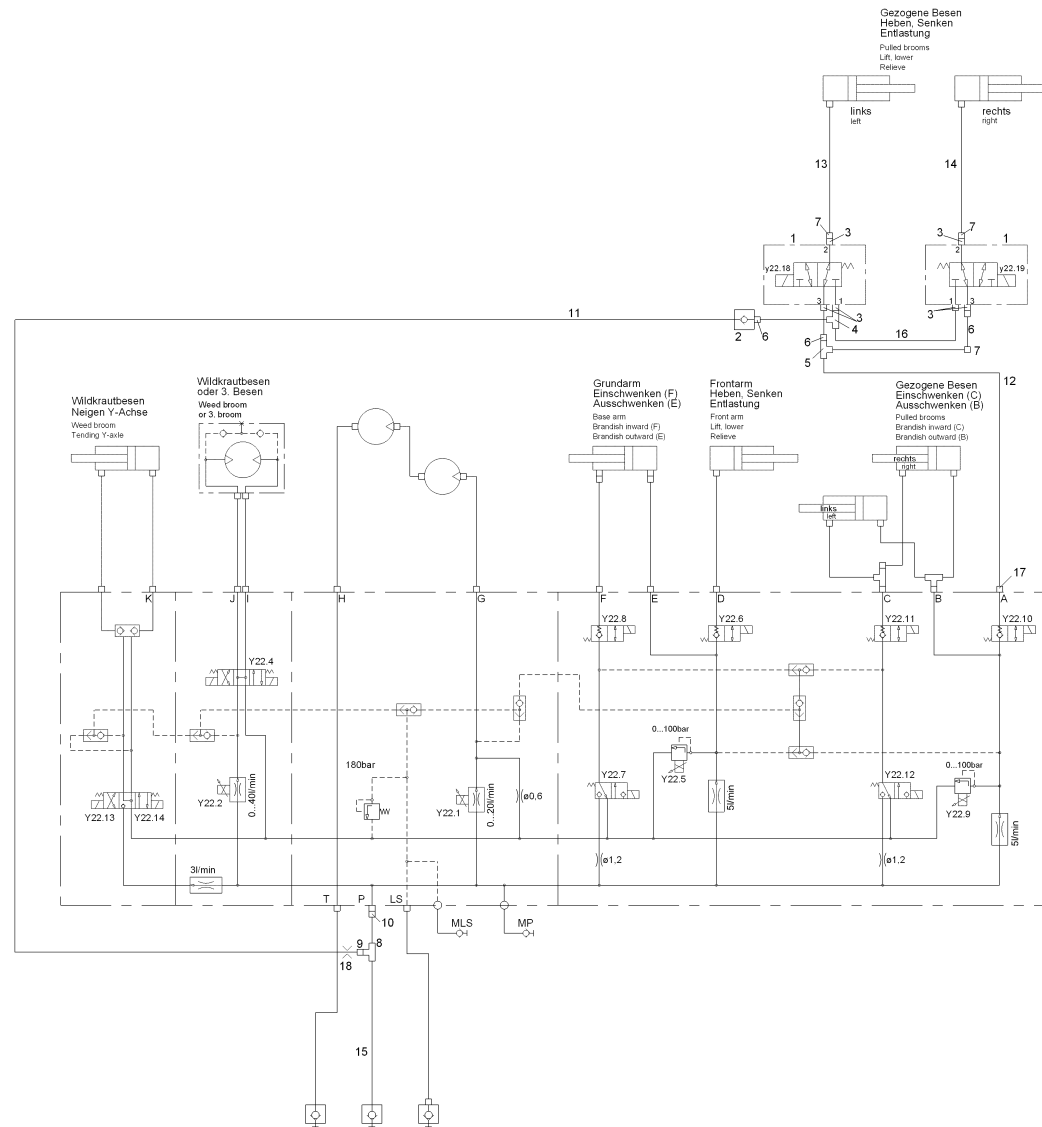 Gezogene Besen
Heben, Senken
Entlastung
Pulled brooms
Lift, lower
Relieve
links
left
rechts
right
13
14
7
3
3
7
1
2
2
1
y22.18
y22.19
3
1
1
3
11
3
3
2
6
4
16
6
6
5
7
12
Wildkrautbesen
Neigen Y-Achse
Weed broom
Tending Y-axle
Wildkrautbesen
oder 3. Besen
Weed broom
or 3. broom
Grundarm
Einschwenken (F)
Ausschwenken (E)
Base arm
Brandish inward (F)
Brandish outward (E)
Frontarm
Heben, Senken
Entlastung
Front arm
Lift, lower
Relieve
Gezogene Besen
Einschwenken (C)
Ausschwenken (B)
Pulled brooms
Brandish inward (C)
Brandish outward (B)
rechts
right
links
left
17
K
J
I
H
G
F
E
D
C
B
A
Y22.8
Y22.6
Y22.11
Y22.10
Y22.4
0...100bar
180bar
Y22.5
0...100bar
Y22.7
Y22.12
Y22.2
0...40l/min
Y22.1
0...20l/min
ø0,6
5l/min
Y22.9
5l/min
Y22.13
Y22.14
ø1,2
ø1,2
3l/min
T
P
LS
10
MLS
MP
9
8
18
15